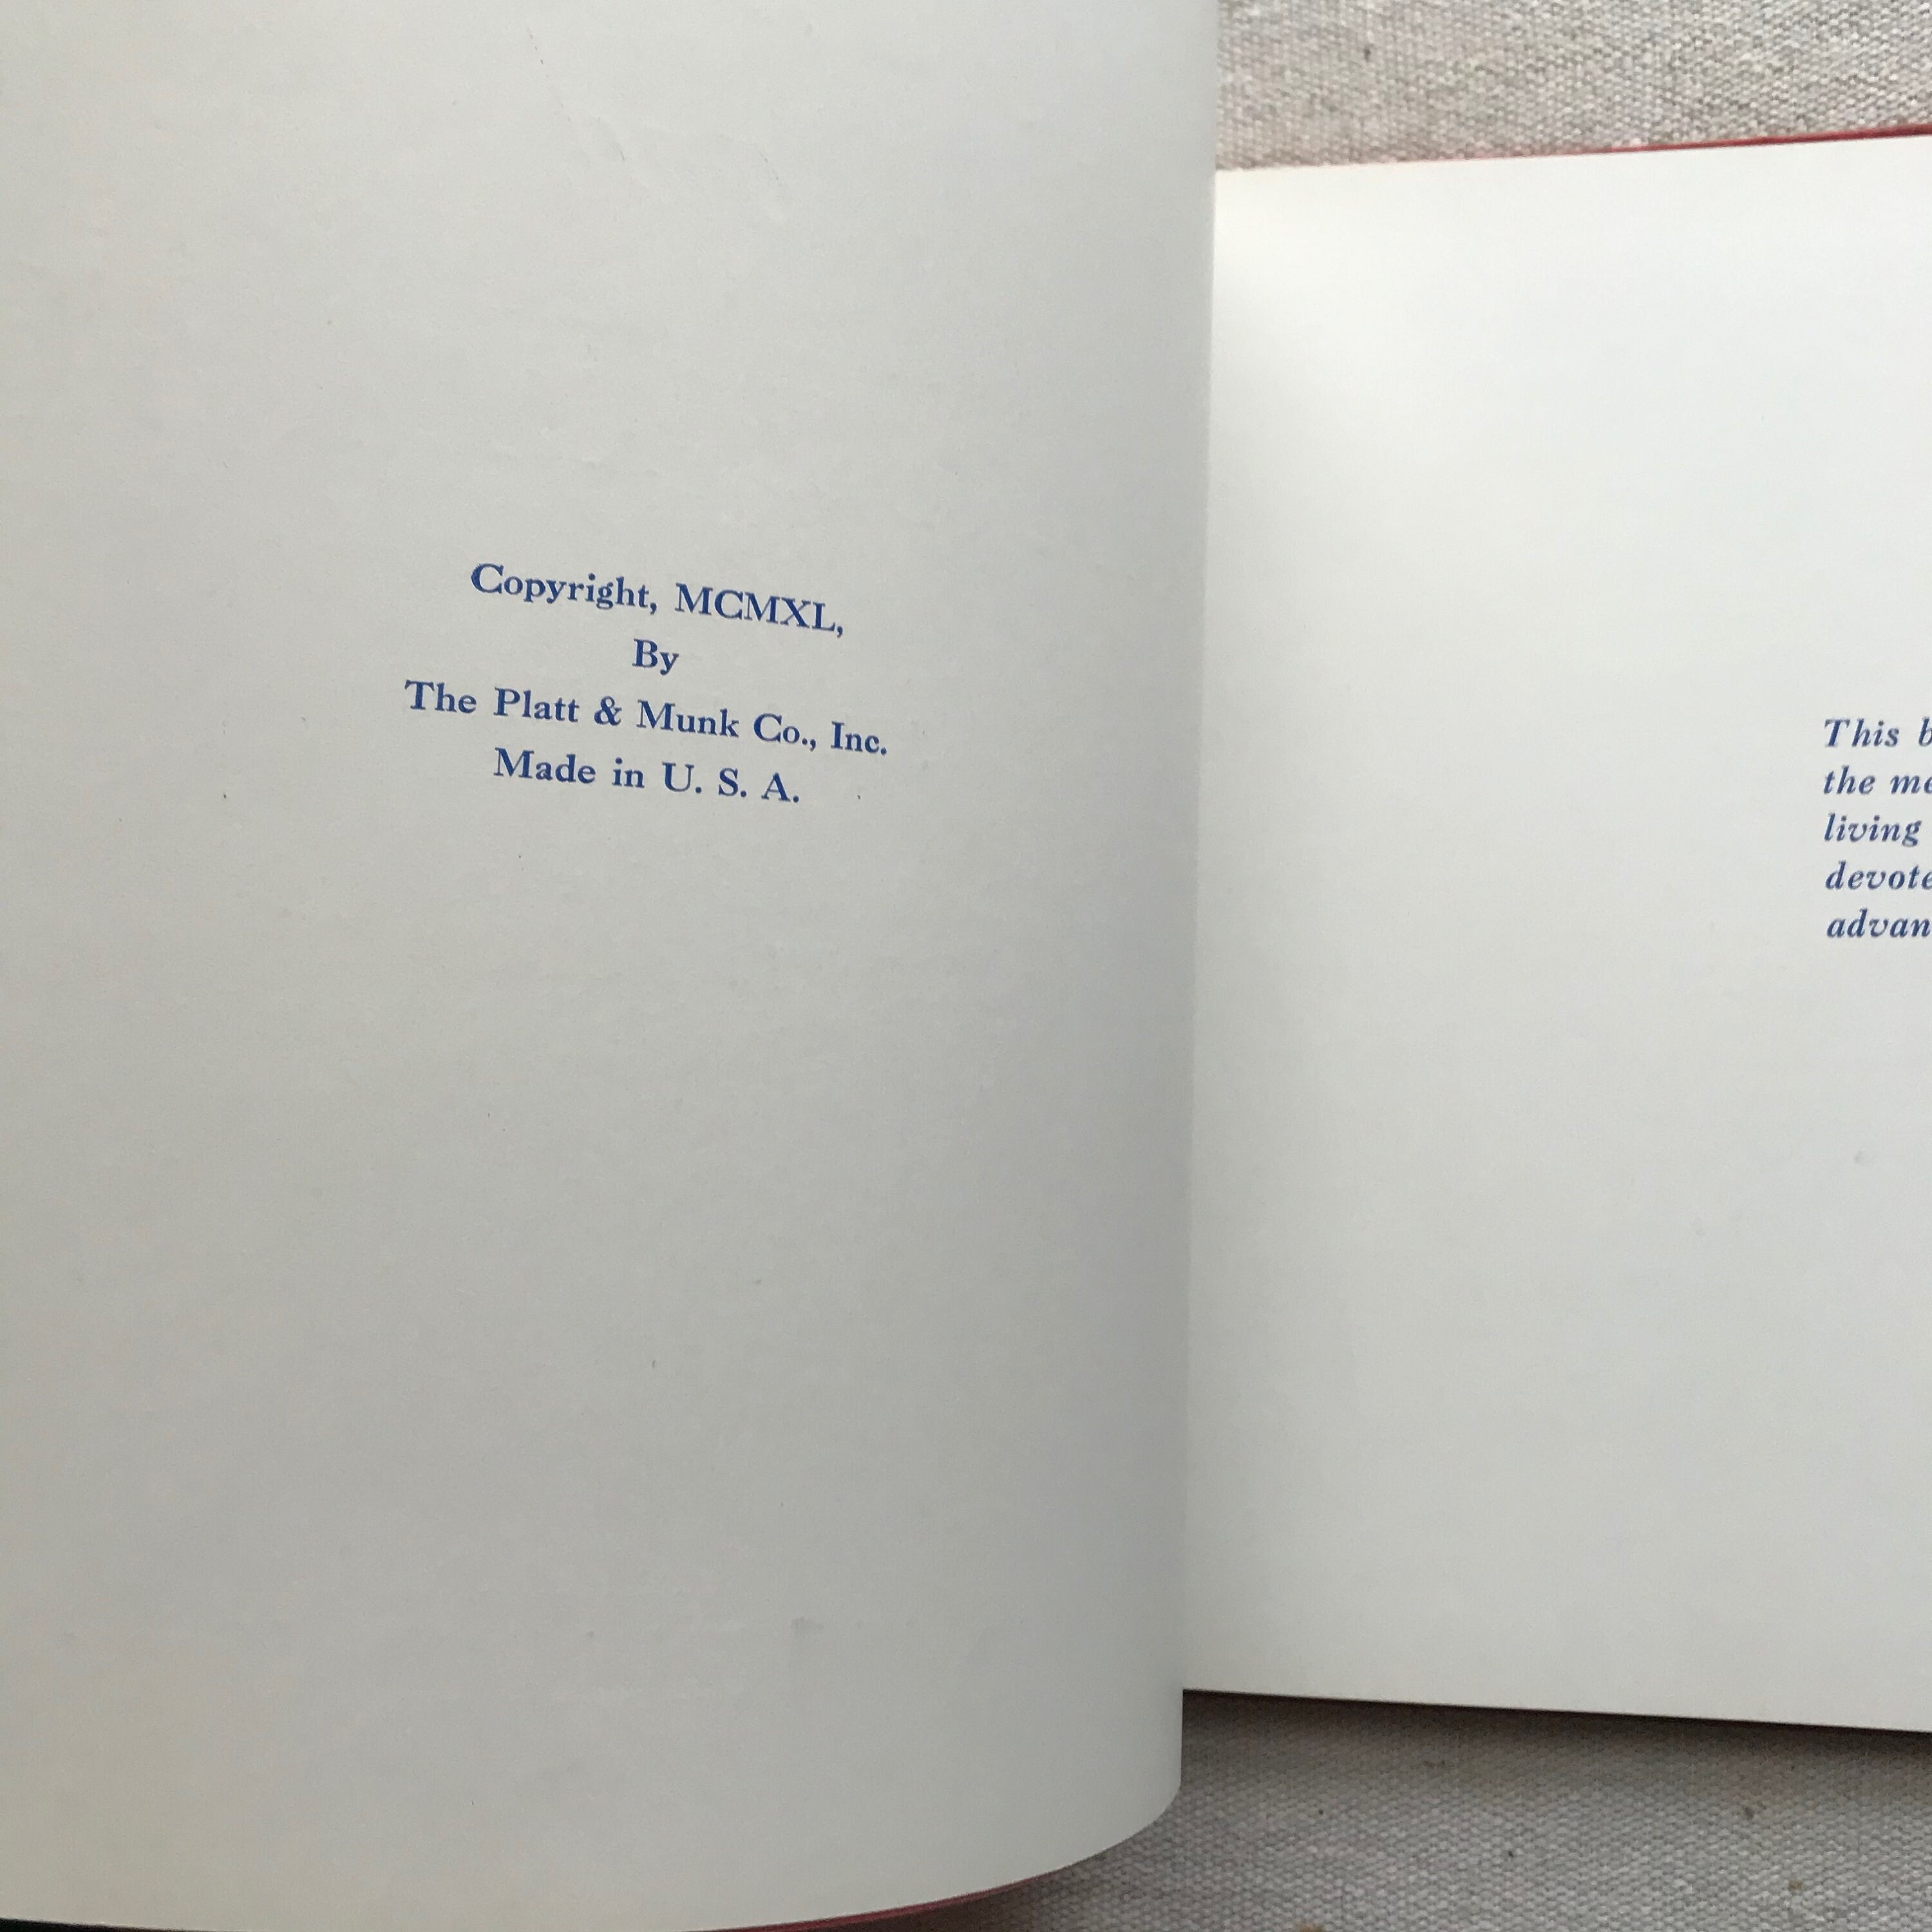 Copyright, MCMXL,
By
The Platt & Munk Co., Inc.
Made in U. S. A.
This
the
living